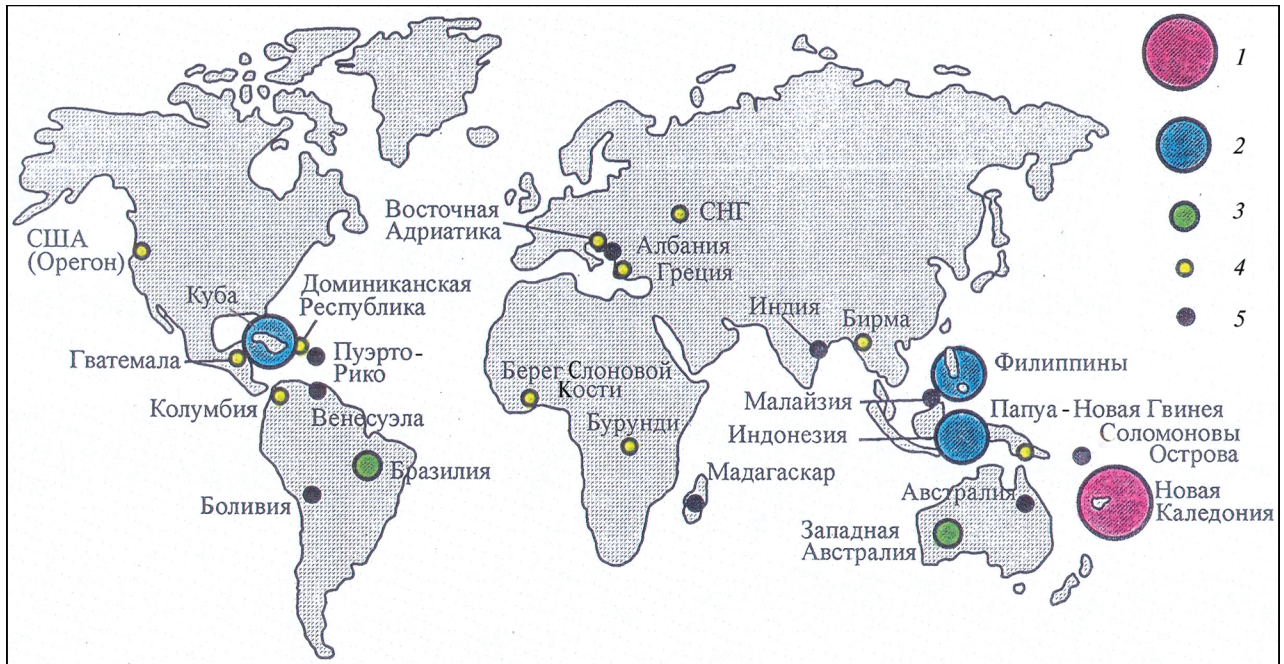 1
2
3
4
5
США
(Орегон)
Восточная
Адриатика
СНГ
Албания
Греция
Куба
Доминиканская
Республика
Гватемала
Пуэрто-
Рико
Колумбия
Венесуэла
Бразилия
Боливия
Берег Слоновой
Кости
Бурунди
Мадагаскар
Индия
Бирма
Филиппины
Малайзия
Индонезия
Папуа-Новая Гвинея
Соломоновы
Острова
Австралия
Западная
Австралия
Новая
Каледония